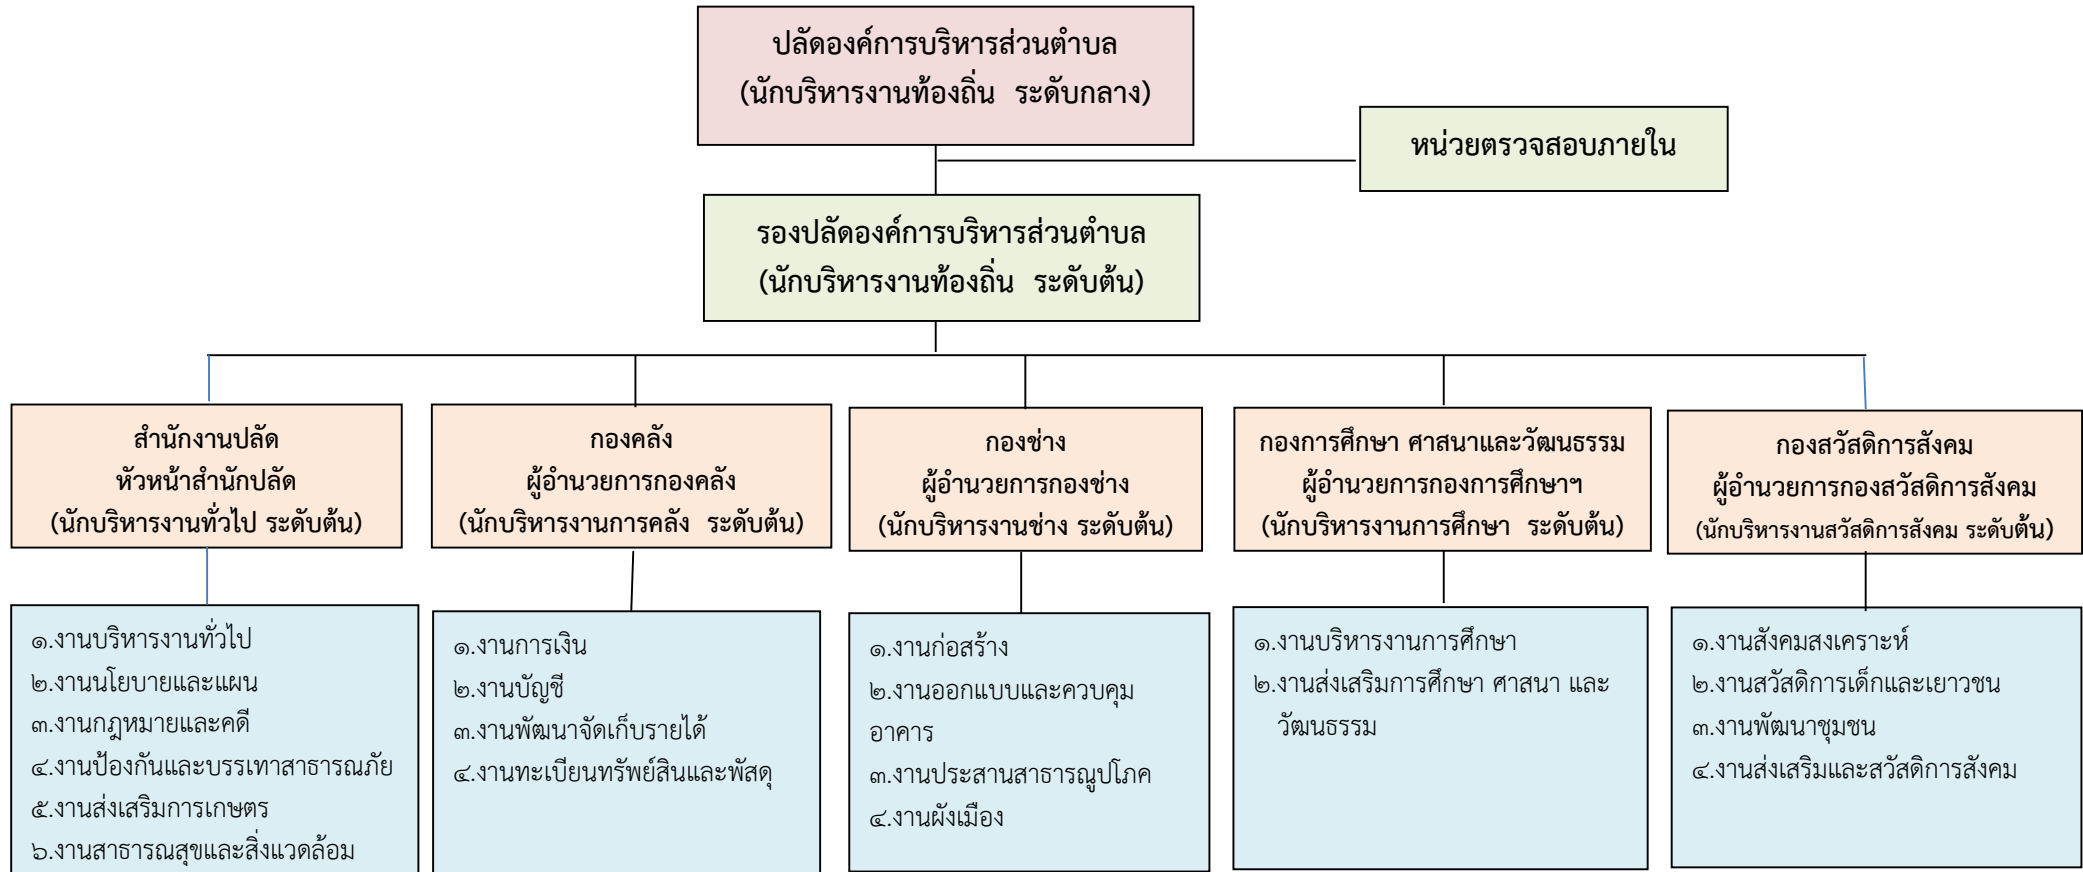 ปลัดองค์การบริหารส่วนตำบล
(นักบริหารงานท้องถิ่น ระดับกลาง)
หน่วยตรวจสอบภายใน
รองปลัดองค์การบริหารส่วนตำบล
(นักบริหารงานท้องถิ่น ระดับต้น)
สำนักงานปลัด
หัวหน้าสำนักปลัด
(นักบริหารงานทั่วไป ระดับต้น)
กองคลัง
ผู้อำนวยการกองคลัง
(นักบริหารงานการคลัง ระดับต้น)
กองช่าง
ผู้อำนวยการกองช่าง
(นักบริหารงานช่าง ระดับต้น)
กองการศึกษา ศาสนาและวัฒนธรรม
ผู้อำนวยการกองการศึกษาฯ
(นักบริหารงานการศึกษา ระดับต้น)
กองสวัสดิการสังคม
ผู้อำนวยการกองสวัสดิการสังคม
(นักบริหารงานสวัสดิการสังคม ระดับต้น)
๑.งานบริหารงานทั่วไป
๒.งานนโยบายและแผน
๓.งานกฎหมายและคดี
๔.งานป้องกันและบรรเทาสาธารณภัย
๕.งานส่งเสริมการเกษตร
๖.งานสาธารณสุขและสิ่งแวดล้อม
๑.งานการเงิน
๒.งานบัญชี
๓.งานพัฒนาจัดเก็บรายได้
๔.งานทะเบียนทรัพย์สินและพัสดุ
๑.งานก่อสร้าง
๒.งานออกแบบและควบคุม
อาคาร
๓.งานประสานสาธารณูปโภค
๔.งานผังเมือง
๑.งานบริหารงานการศึกษา
๒.งานส่งเสริมการศึกษา ศาสนา และ
วัฒนธรรม
๑.งานสังคมสงเคราะห์
๒.งานสวัสดิการเด็กและเยาวชน
๓.งานพัฒนาชุมชน
๔.งานส่งเสริมและสวัสดิการสังคม